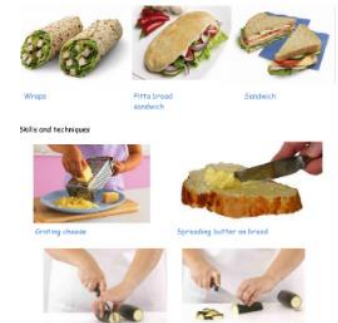 Wraps
Pitta bread
sandwich
Sandwich
Skills and techniques
Grating cheese
Spreading butter on bread